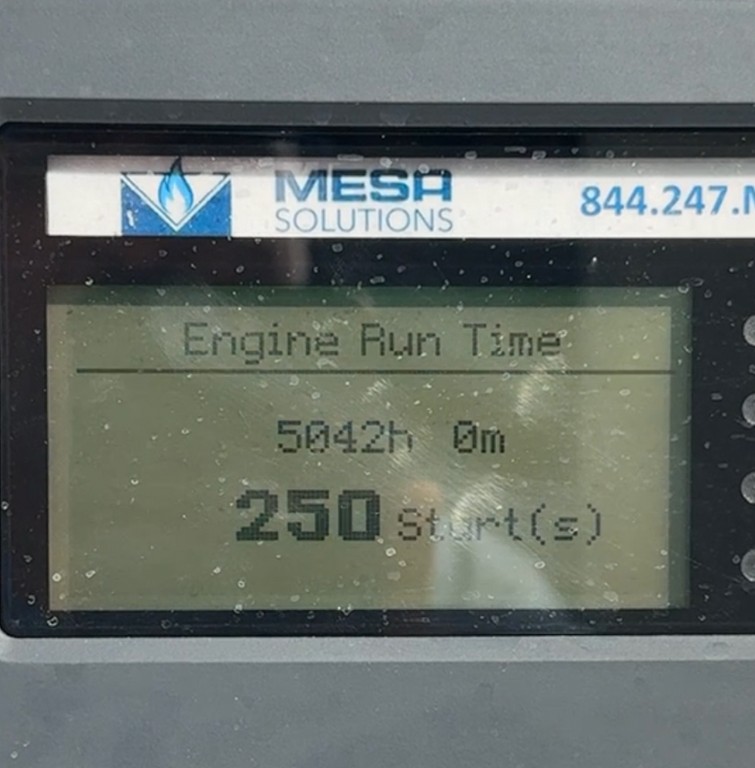 MESA
SOLUTIONS
844.247.M
Engine Run Time
5042h 0m
250 Start(s)